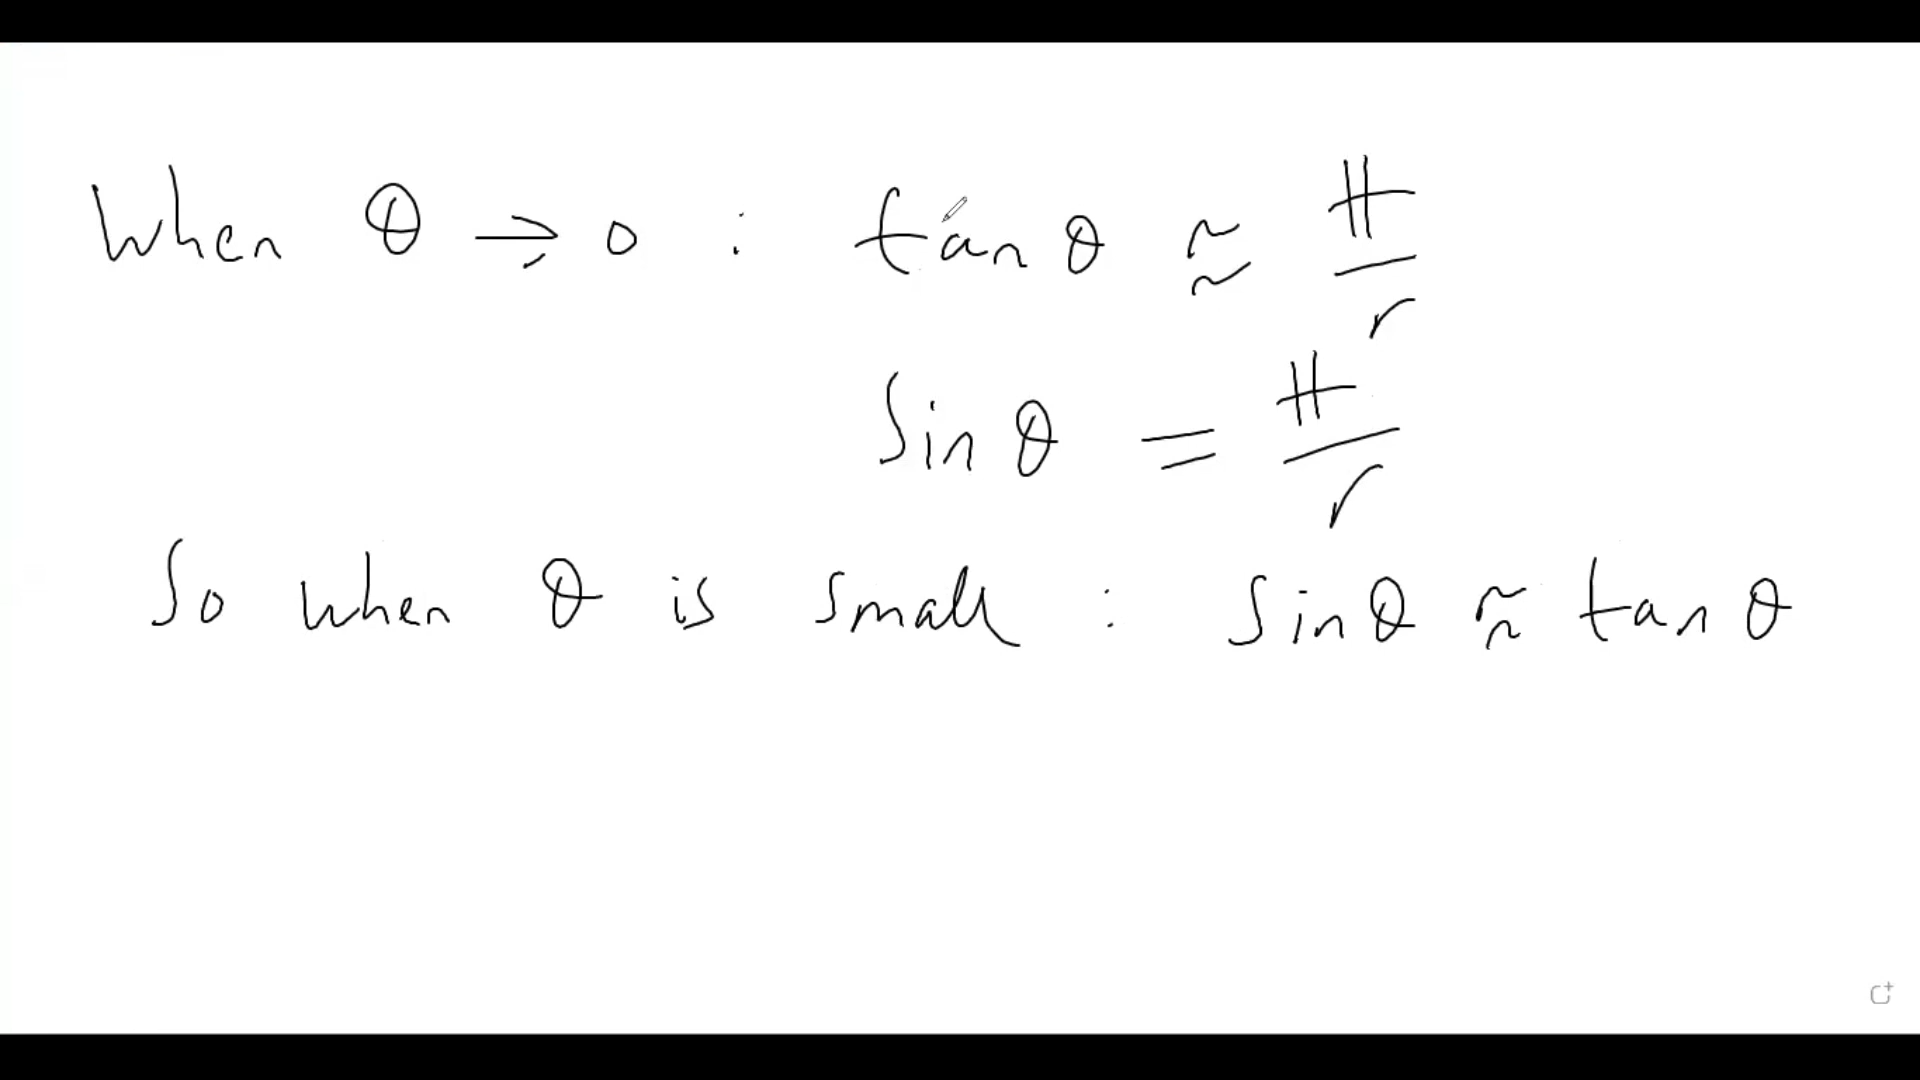 When θ → 0 : tan θ ≈ H/r
sin θ = H/r
So when θ is small : sin θ ≈ tan θ